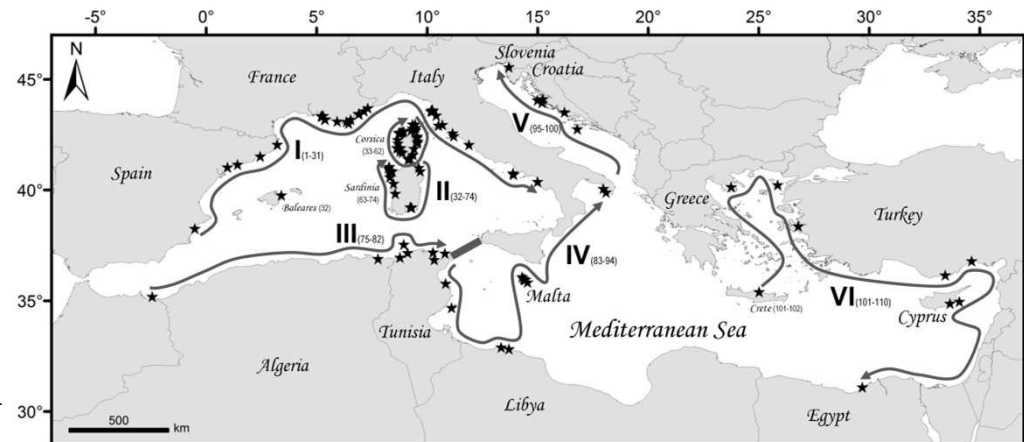 -5° 0° 5° 10° 15° 20° 25° 30° 35°
N
45°
40°
35°
30°
France
Italy
Slovenia
Croatia
V (95-100)
I (1-31)
Corsica
(33-62)
Spain
Sardinia
(63-74)
II (32-74)
Baleares (32)
Greece
Turkey
III (75-82)
IV (83-94)
Malta
VI (101-110)
Crete (101-102)
Cyprus
Tunisia
Mediterranean Sea
Algeria
Libya
Egypt
500
km